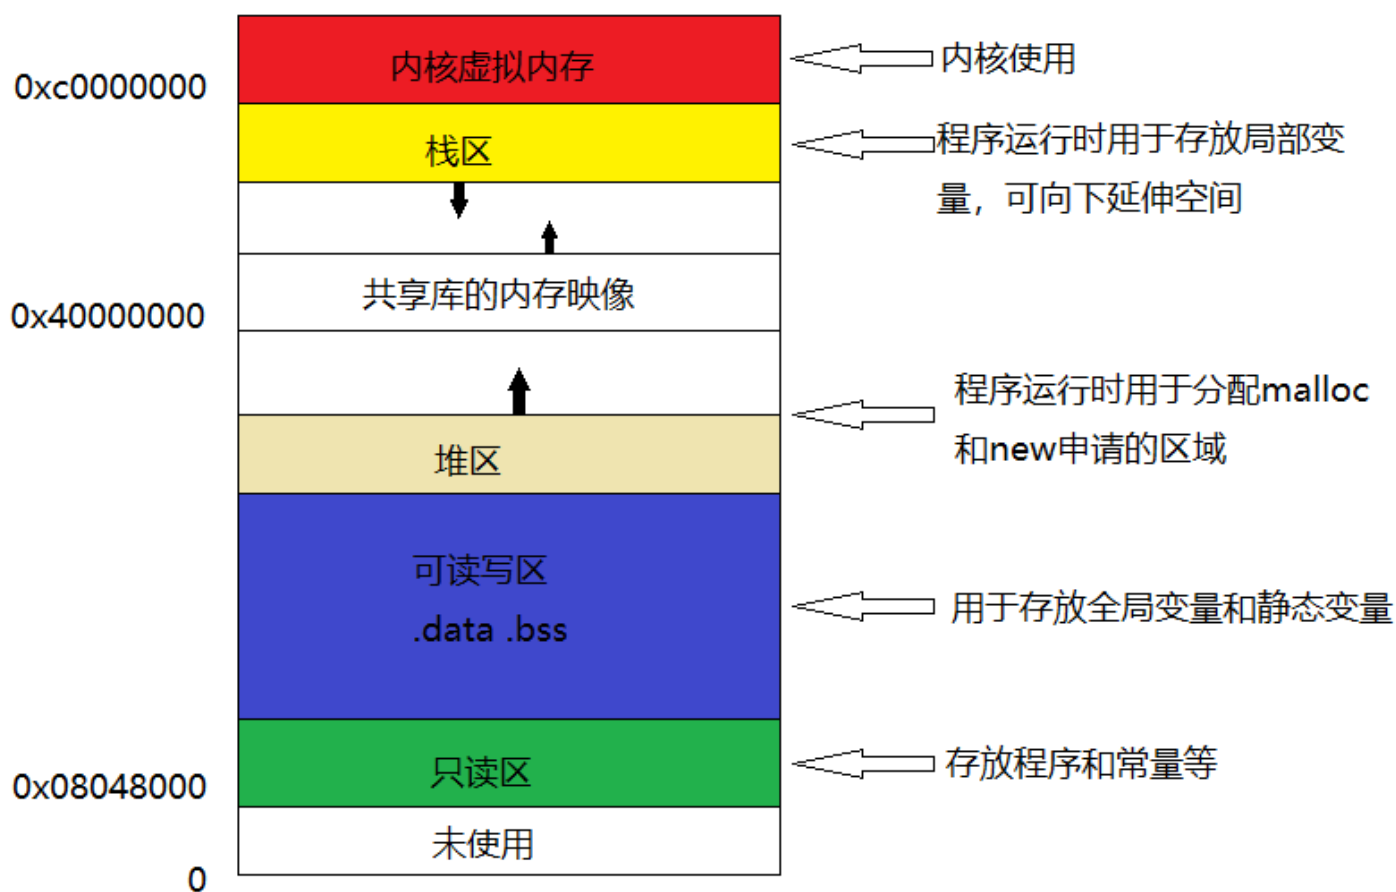 内核虚拟内存
内核使用
0xc0000000
栈区
程序运行时用于存放局部变
量，可向下延伸空间
共享库的内存映像
0x40000000
程序运行时用于分配malloc
和new申请的区域
堆区
可读写区
.data .bss
用于存放全局变量和静态变量
只读区
存放程序和常量等
0x08048000
未使用
0